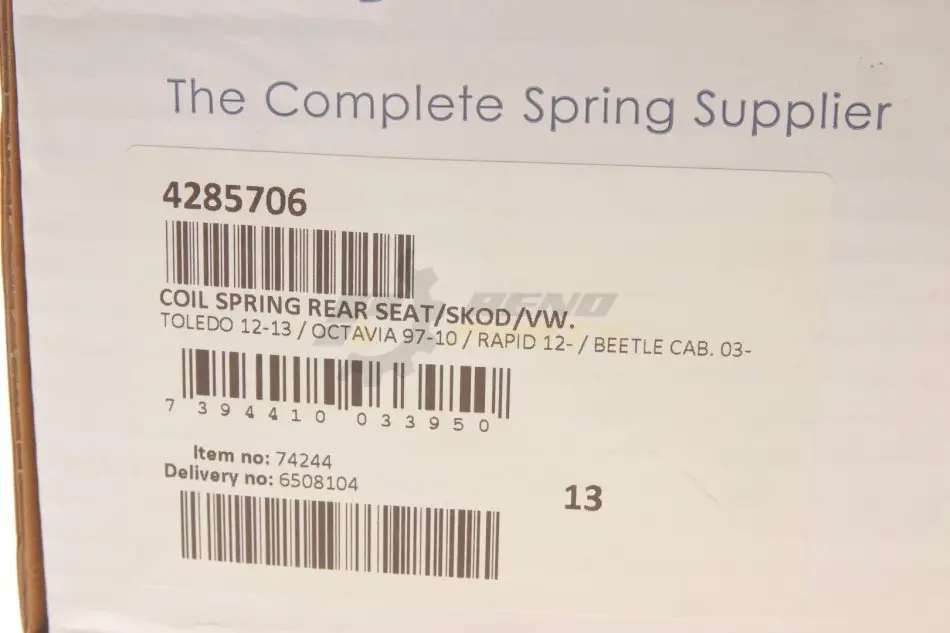 The Complete Spring Supplier
4285706
COIL SPRING REAR SEAT/SKOD/VW.
TOLEDO 12-13 / OCTAVIA 97-10 / RAPID 12- / BEETLE CAB. 03-
7 394410 033950
Item no: 74244
Delivery no: 6508104
13